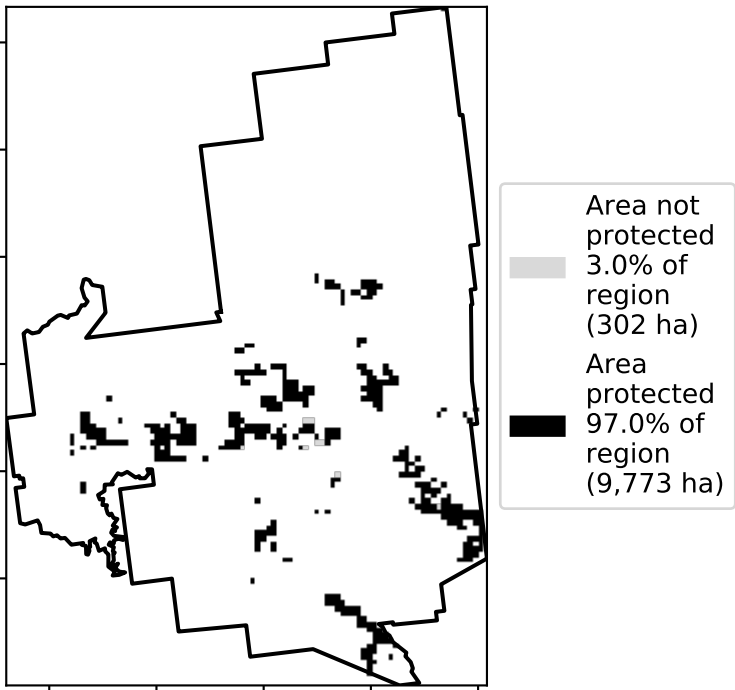 Area not
protected
3.0% of
region
(302 ha)
Area
protected
97.0% of
region
(9,773 ha)